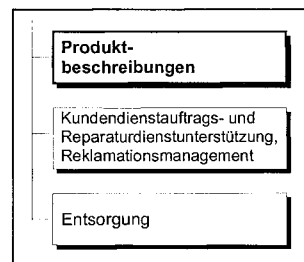 Produkt-
beschreibungen
Kundendienstauftrags- und
Reparaturdienstunterstützung,
Reklamationsmanagement
Entsorgung